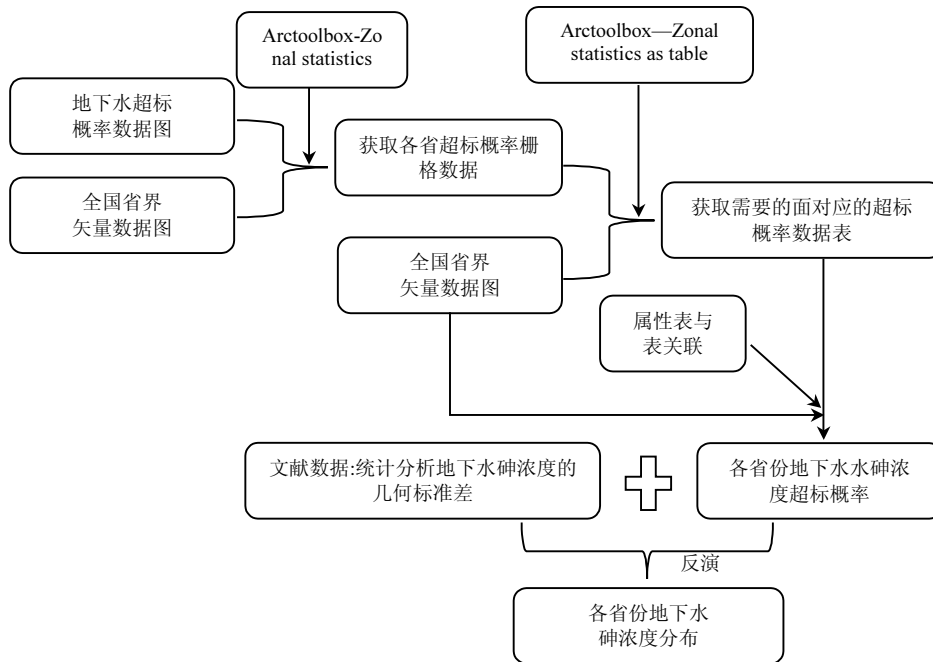 Arctoolbox-Zo
nal statistics
Arctoolbox—Zonal
statistics as table
地下水超标
概率数据图
获取各省超标概率栅
格数据
全国省界
矢量数据图
获取需要的面对应的超标
概率数据表
全国省界
矢量数据图
属性表与
表关联
文献数据:统计分析地下水砷浓度的
几何标准差
各省份地下水水砷浓
度超标概率
反演
各省份地下水
砷浓度分布